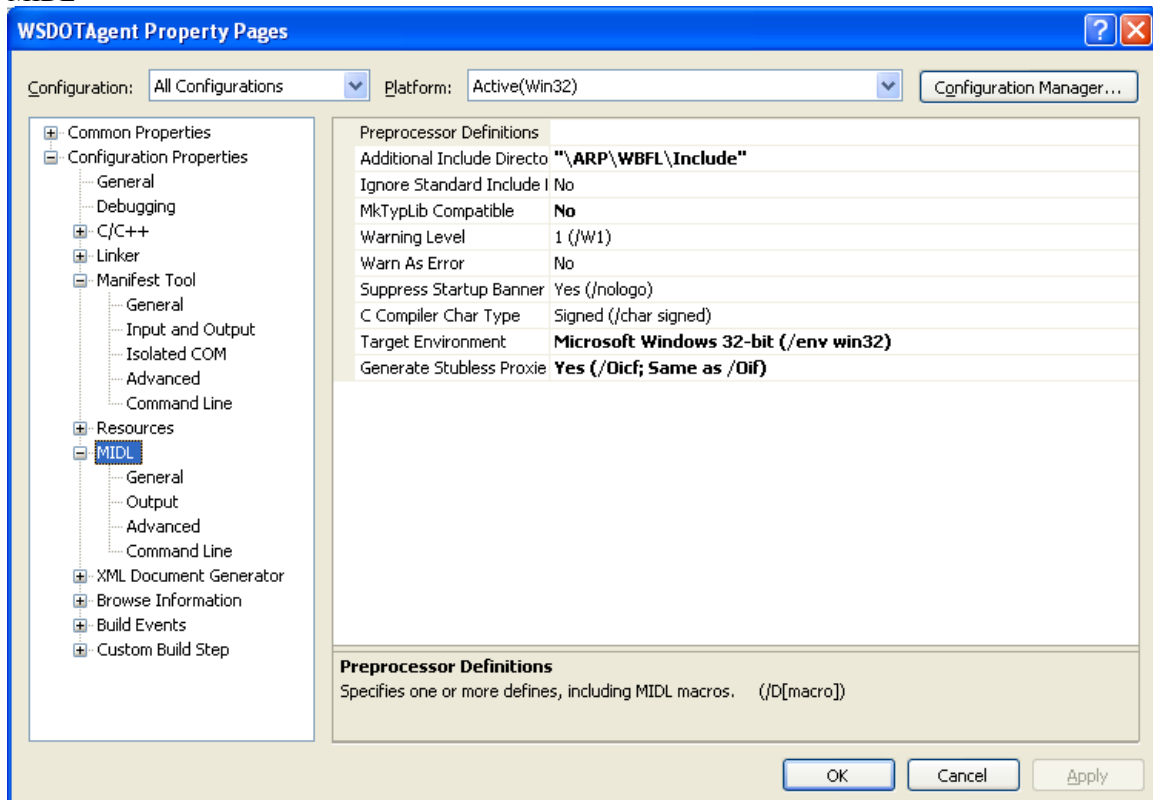 MIDL
WSDOTAgent Property Pages
Configuration: All Configurations Platform: Active(Win32) Configuration Manager...
Common Properties
Configuration Properties
General
Debugging
C/C++
Linker
Manifest Tool
General
Input and Output
Isolated COM
Advanced
Command Line
Resources
MIDL
General
Output
Advanced
Command Line
XML Document Generator
Browse Information
Build Events
Custom Build Step
Preprocessor Definitions
Additional Include Directo "\ARP\WBFL\Include"
Ignore Standard Include I No
MkTypLib Compatible No
Warning Level 1 (/W1)
Warn As Error No
Suppress Startup Banner Yes (/nologo)
C Compiler Char Type Signed (/char signed)
Target Environment Microsoft Windows 32-bit (/env win32)
Generate Stubless Proxie Yes (/Oicf; Same as /Oif)
Preprocessor Definitions
Specifies one or more defines, including MIDL macros. (/D[macro])
OK Cancel Apply